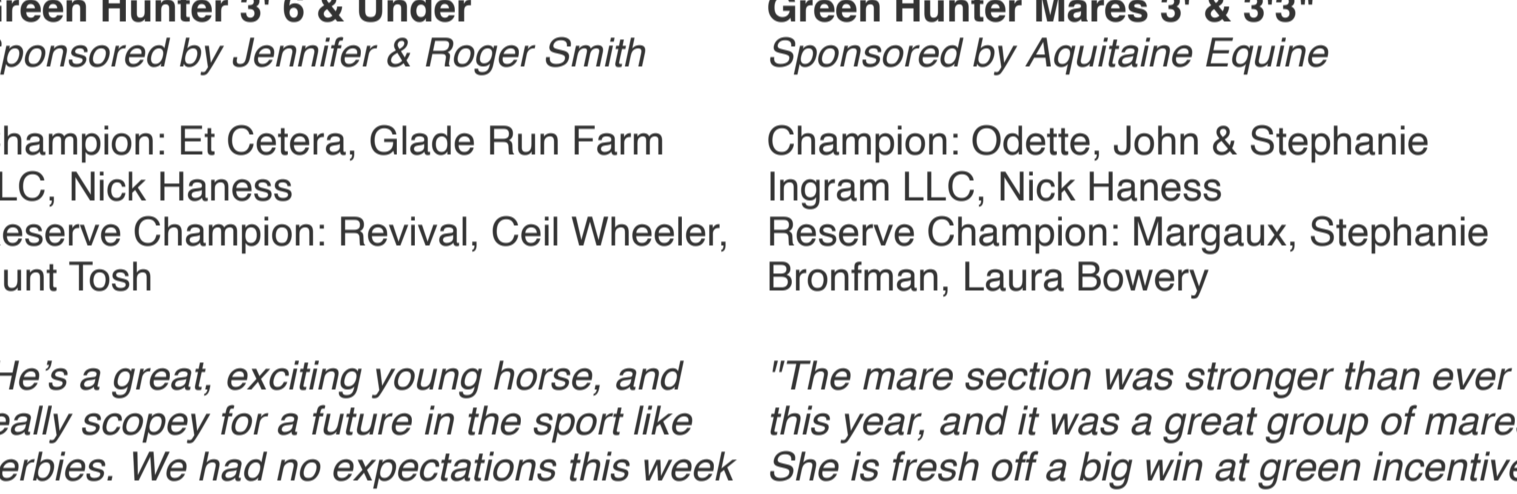 reen Hunter 3' 6 & Under
ponsored by Jennifer & Roger Smith
hampion: Et Cetera, Glade Run Farm
LC, Nick Haness
eserve Champion: Revival, Ceil Wheeler,
unt Tosh
He’s a great, exciting young horse, and
eally scopey for a future in the sport like
erbies. We had no expectations this week
Green Hunter Mares 3' & 3'3"
Sponsored by Aquitaine Equine
Champion: Odette, John & Stephanie
Ingram LLC, Nick Haness
Reserve Champion: Margaux, Stephanie
Bronfman, Laura Bowery
"The mare section was stronger than ever
this year, and it was a great group of mare
She is fresh off a big win at green incentive